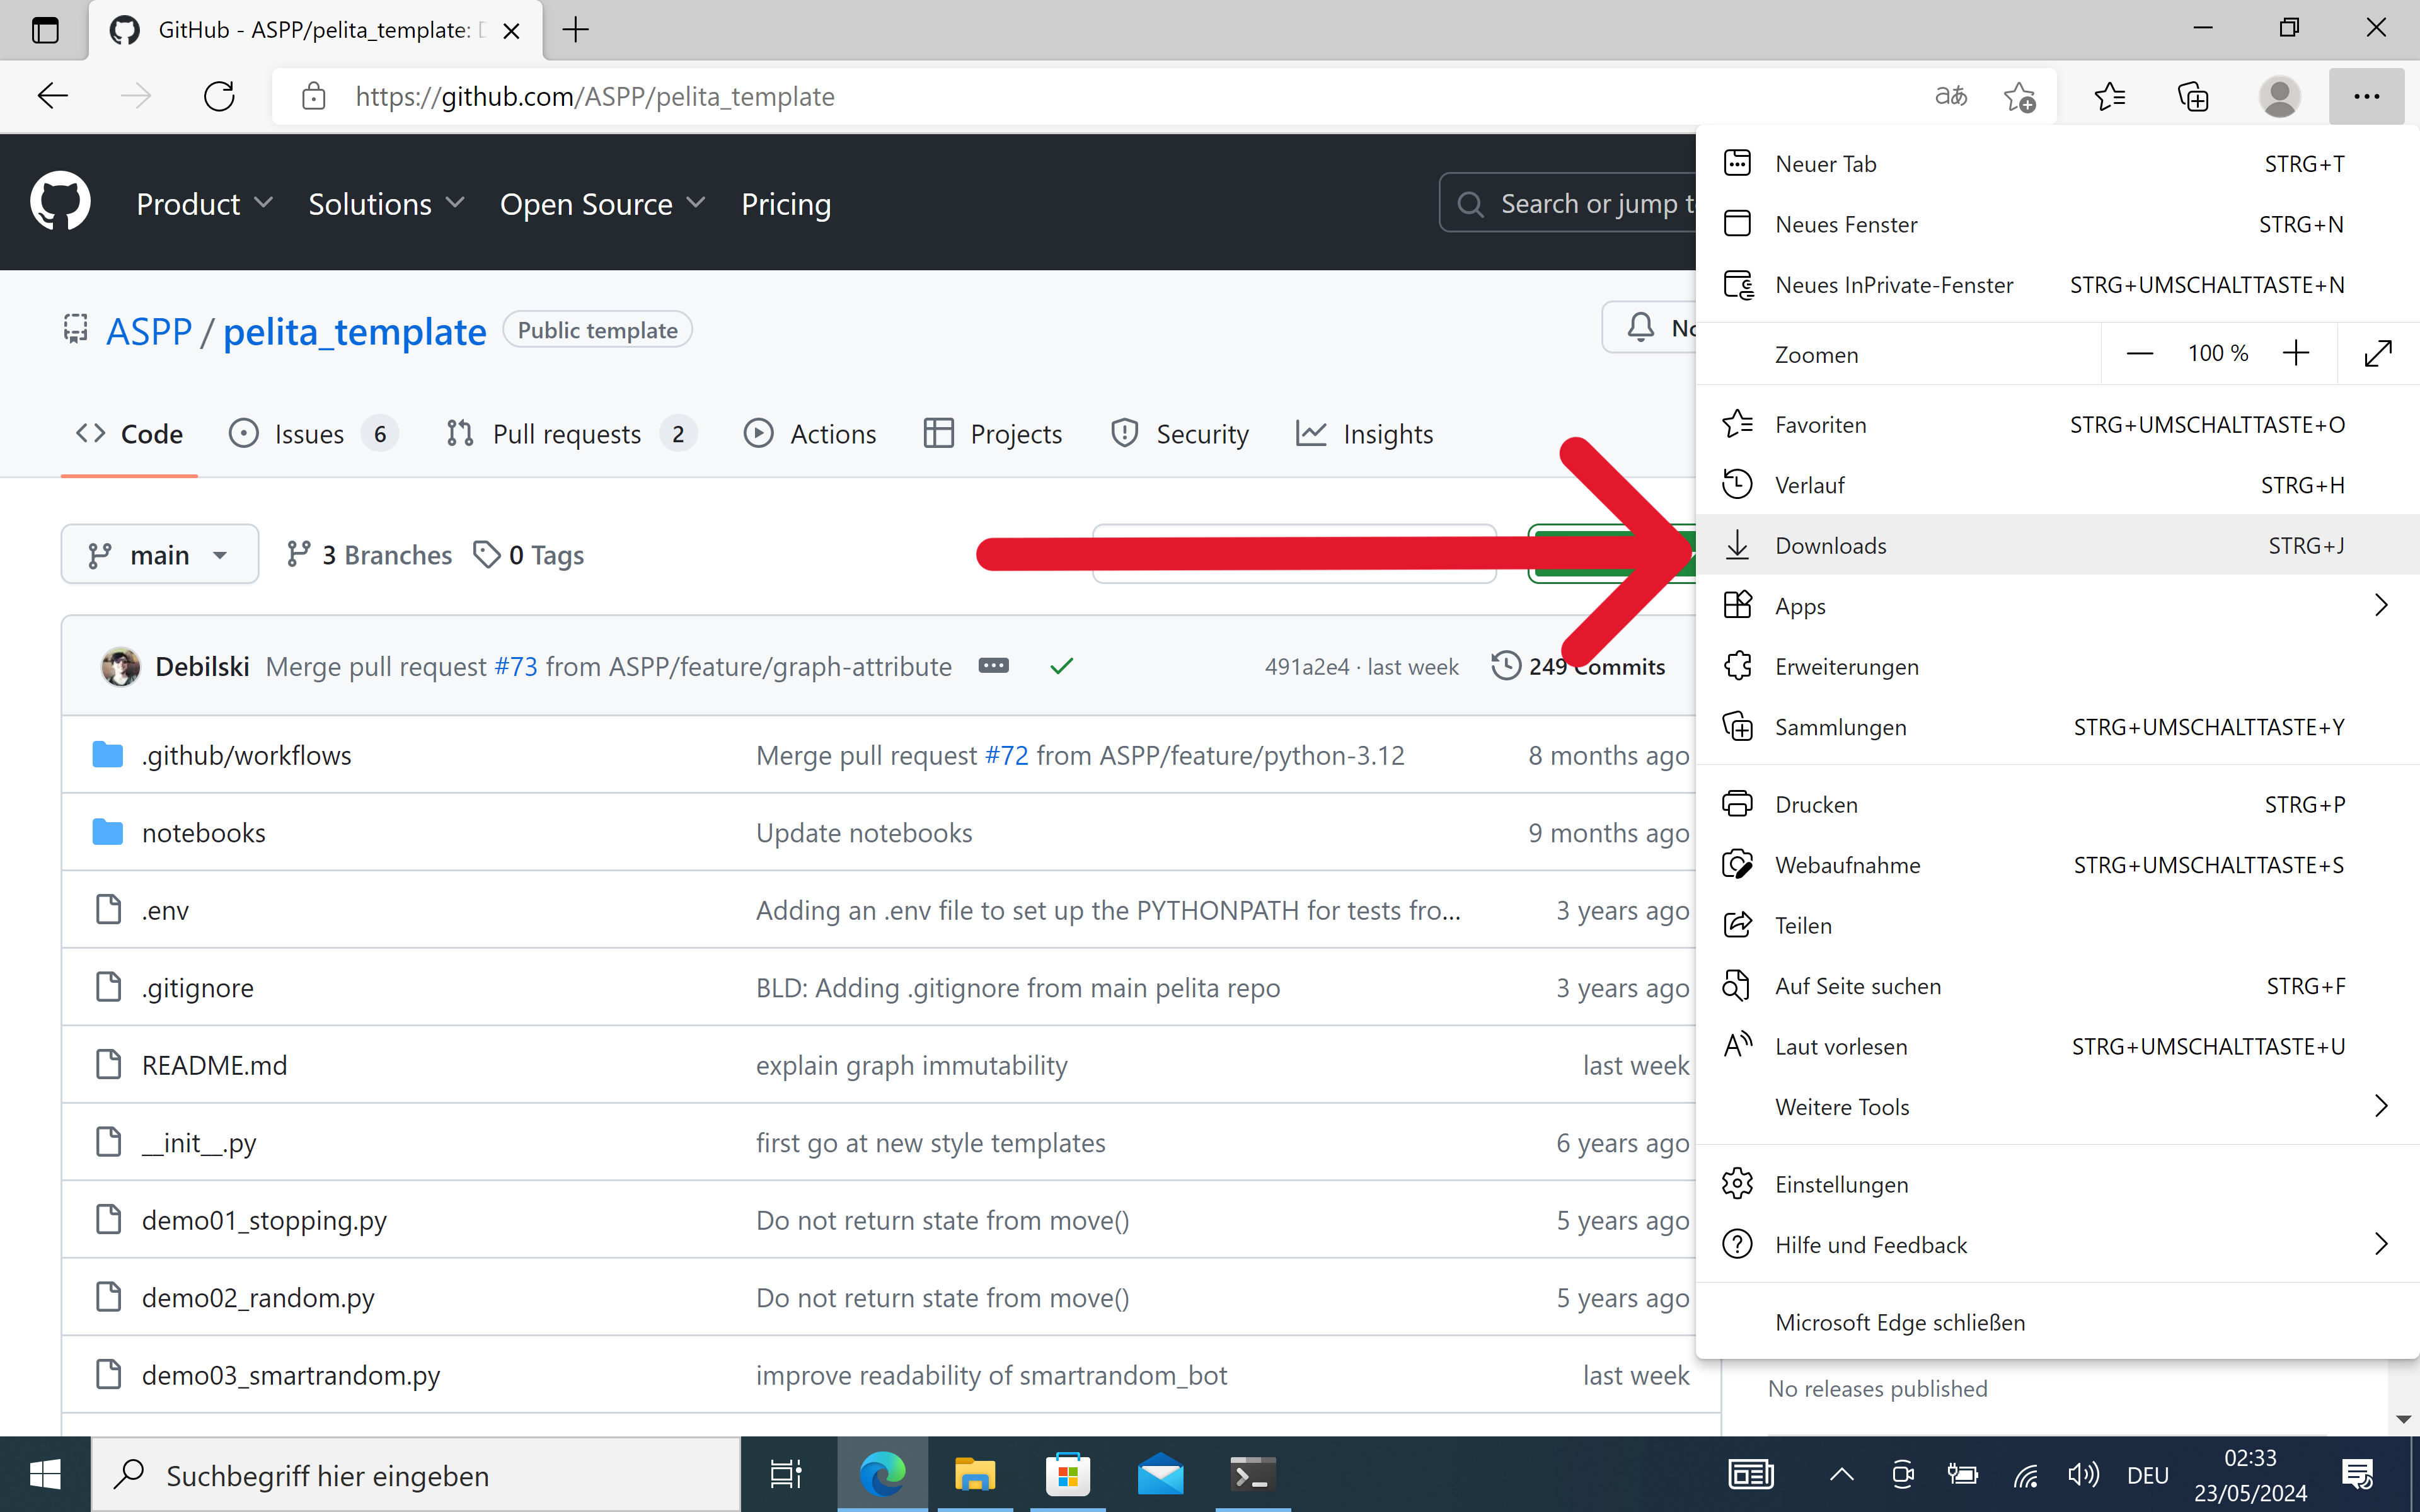 GitHub - ASPP/pelita_template:
https://github.com/ASPP/pelita_template
aあ
Product
Solutions
Open Source
Pricing
Search or jump t
ASPP / pelita_template
Public template
Code
Issues 6
Pull requests 2
Actions
Projects
Security
Insights
main
3 Branches
0 Tags
Debilski Merge pull request #73 from ASPP/feature/graph-attribute
491a2e4 · last week
249 Commits
.github/workflows Merge pull request #72 from ASPP/feature/python-3.12 8 months ago
notebooks Update notebooks 9 months ago
.env Adding an .env file to set up the PYTHONPATH for tests fro... 3 years ago
.gitignore BLD: Adding .gitignore from main pelita repo 3 years ago
README.md explain graph immutability last week
__init__.py first go at new style templates 6 years ago
demo01_stopping.py Do not return state from move() 5 years ago
demo02_random.py Do not return state from move() 5 years ago
demo03_smartrandom.py improve readability of smartrandom_bot last week
Neuer Tab STRG+T
Neues Fenster STRG+N
Neues InPrivate-Fenster STRG+UMSCHALTTASTE+N
Zoomen 100 %
Favoriten STRG+UMSCHALTTASTE+O
Verlauf STRG+H
Downloads STRG+J
Apps
Erweiterungen
Sammlungen STRG+UMSCHALTTASTE+Y
Drucken STRG+P
Webaufnahme STRG+UMSCHALTTASTE+S
Teilen
Auf Seite suchen STRG+F
Laut vorlesen STRG+UMSCHALTTASTE+U
Weitere Tools
Einstellungen
Hilfe und Feedback
Microsoft Edge schließen
No releases published
Suchbegriff hier eingeben
DEU
02:33
23/05/2024